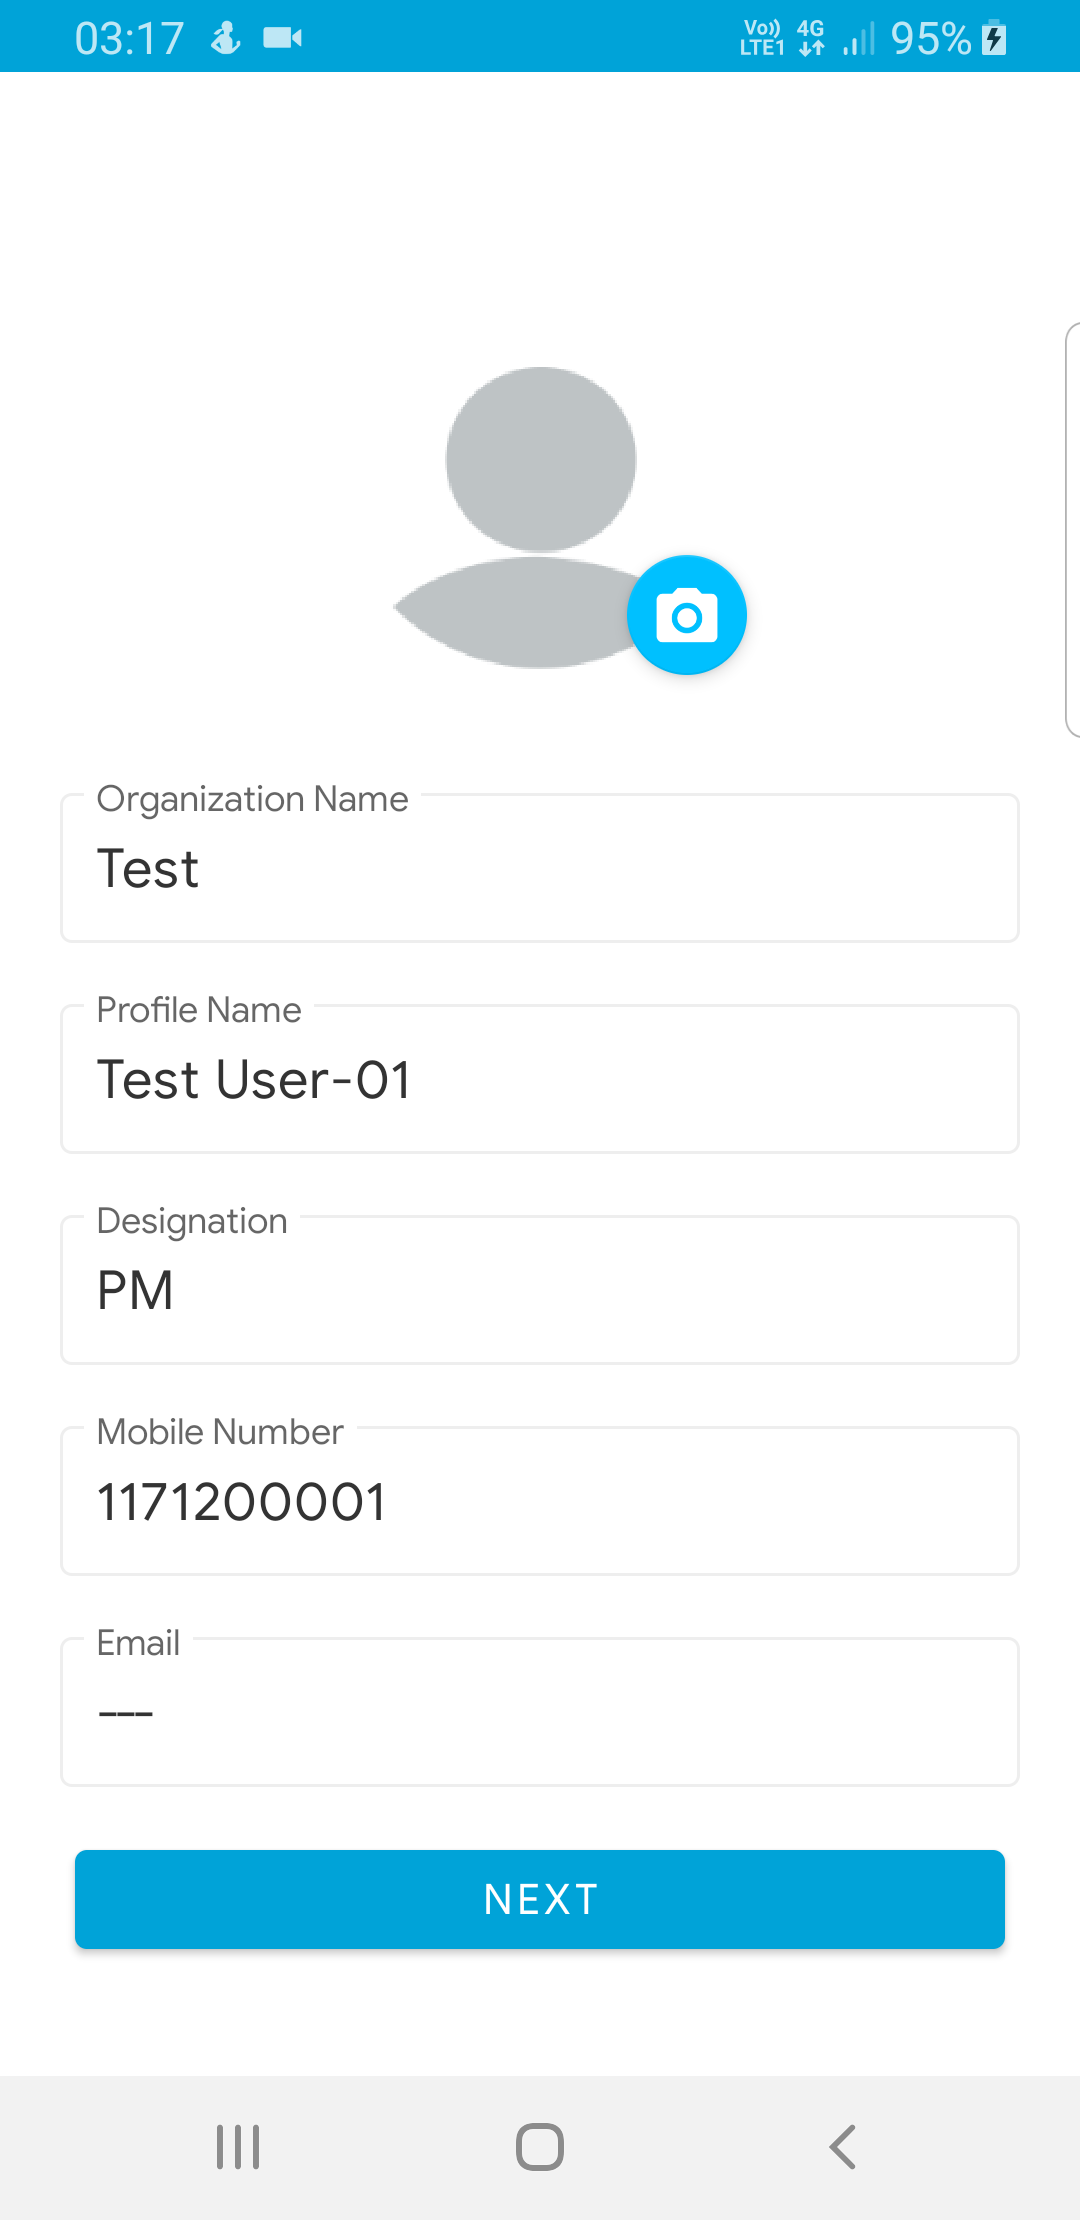 03:17 Vo)) LTE1 4G 95%
Organization Name
Test
Profile Name
Test User-01
Designation
PM
Mobile Number
1171200001
Email
---
NEXT